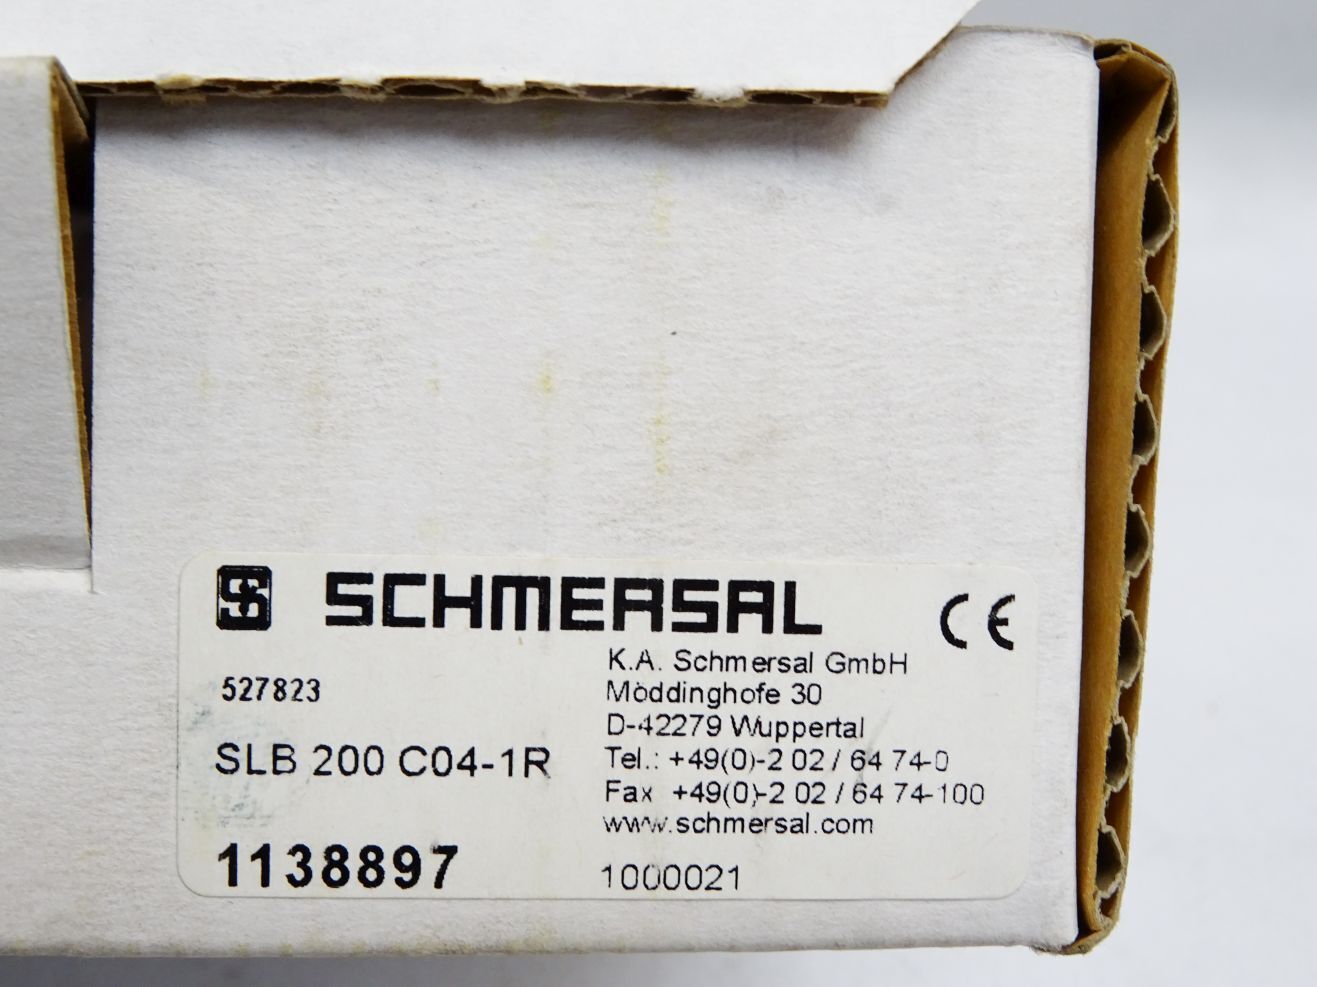 SCHMERSAL
CE
527823
SLB 200 C04-1R
1138897
K.A. Schmersal GmbH
Möddinghofe 30
D-42279 Wuppertal
Tel.: +49(0)-2 02 / 64 74-0
Fax +49(0)-2 02 / 64 74-100
www.schmersal.com
1000021